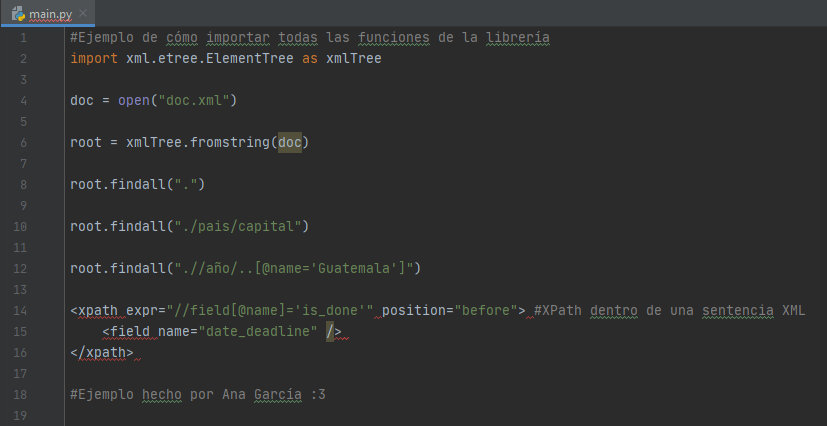 main.py
1 #Ejemplo de cómo importar todas las funciones de la librería
2 import xml.etree.ElementTree as xmlTree
3
4 doc = open("doc.xml")
5
6 root = xmlTree.fromstring(doc)
7
8 root.findall(".")
9
10 root.findall("./pais/capital")
11
12 root.findall(".//año/..[@name='Guatemala']")
13
14 <xpath expr="//field[@name]='is_done'" position="before"> #XPath dentro de una sentencia XML
15 <field name="date_deadline" />
16 </xpath>
17
18 #Ejemplo hecho por Ana Garcia :3
19